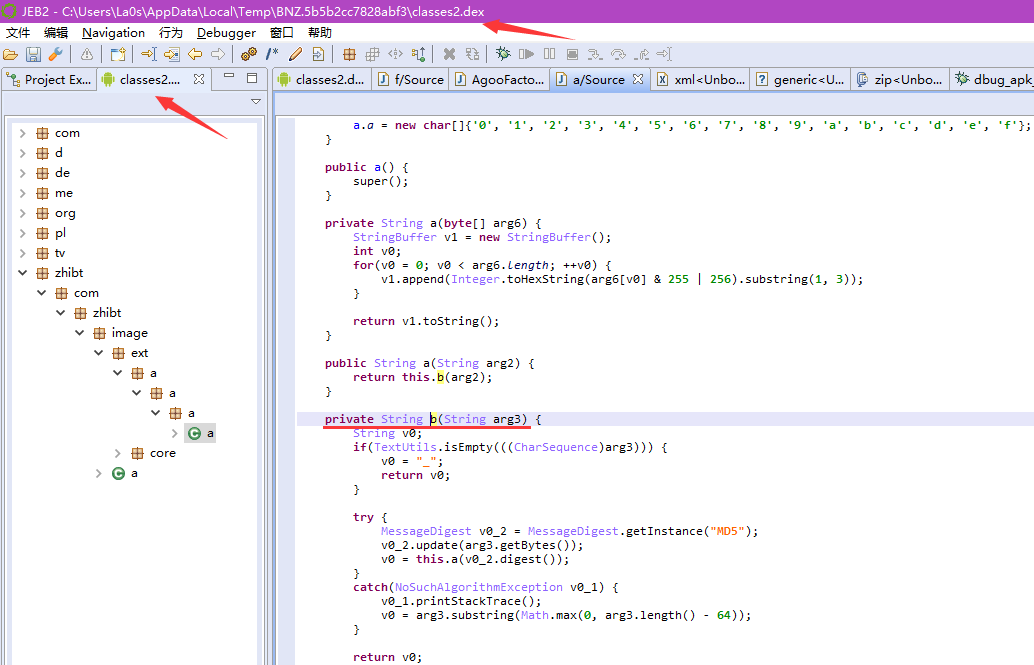 JEB2 - C:\Users\La0s\AppData\Local\Temp\BNZ.5b5b2cc7828abf3\classes2.dex
文件 编辑 Navigation 行为 Debugger 窗口 帮助
Project Ex... classes2.... classes2.d... f/Source AgooFacto... a/Source xml<Unbo... generic<U... zip<Unbo... dbug_apk
com
d
de
me
org
pl
tv
zhibt
com
zhibt
image
ext
a
a
a
a
core
a
a.a = new char[]{'0', '1', '2', '3', '4', '5', '6', '7', '8', '9', 'a', 'b', 'c', 'd', 'e', 'f'};
}
public a() {
super();
}
private String a(byte[] arg6) {
StringBuffer v1 = new StringBuffer();
int v0;
for(v0 = 0; v0 < arg6.length; ++v0) {
v1.append(Integer.toHexString(arg6[v0] & 255 | 256).substring(1, 3));
}
return v1.toString();
}
public String a(String arg2) {
return this.b(arg2);
}
private String b(String arg3) {
String v0;
if(TextUtils.isEmpty(((CharSequence)arg3))) {
v0 = "_";
return v0;
}
try {
MessageDigest v0_2 = MessageDigest.getInstance("MD5");
v0_2.update(arg3.getBytes());
v0 = this.a(v0_2.digest());
}
catch(NoSuchAlgorithmException v0_1) {
v0_1.printStackTrace();
v0 = arg3.substring(Math.max(0, arg3.length() - 64));
}
return v0;